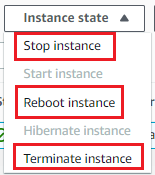 Instance state ▲
Stop instance
Start instance
Reboot instance
Hibernate instance
Terminate instance